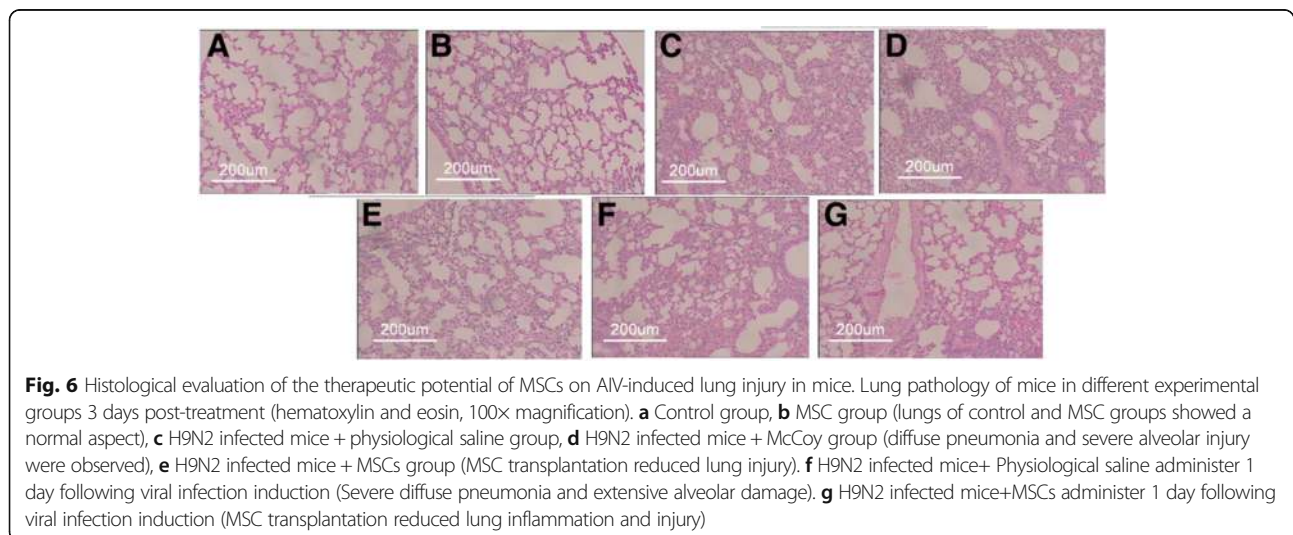 A B C D
200um 200um 200um 200um
E F G
200um 200um 200um
Fig. 6 Histological evaluation of the therapeutic potential of MSCs on AIV-induced lung injury in mice. Lung pathology of mice in different experimental
groups 3 days post-treatment (hematoxylin and eosin, 100× magnification). a Control group, b MSC group (lungs of control and MSC groups showed a
normal aspect), c H9N2 infected mice + physiological saline group, d H9N2 infected mice + McCoy group (diffuse pneumonia and severe alveolar injury
were observed), e H9N2 infected mice + MSCs group (MSC transplantation reduced lung injury). f H9N2 infected mice+ Physiological saline administer 1
day following viral infection induction (Severe diffuse pneumonia and extensive alveolar damage). g H9N2 infected mice+MSCs administer 1 day following
viral infection induction (MSC transplantation reduced lung inflammation and injury)